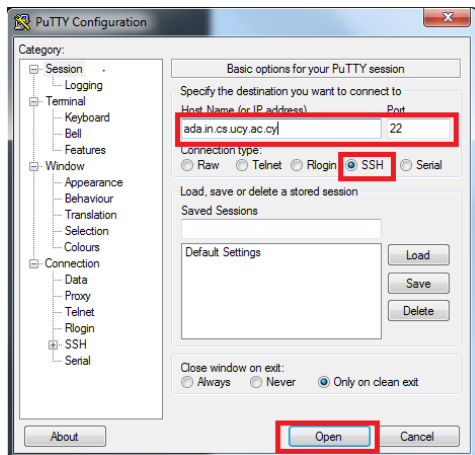 PuTTY Configuration
Category:
Session
Logging
Terminal
Keyboard
Bell
Features
Window
Appearance
Behaviour
Translation
Selection
Colours
Connection
Data
Proxy
Telnet
Rlogin
SSH
Serial
Basic options for your PuTTY session
Specify the destination you want to connect to
Host Name (or IP address) Port
ada.in.cs.ucy.ac.cy 22
Connection type:
Raw Telnet Rlogin SSH Serial
Load, save or delete a stored session
Saved Sessions
Default Settings
Load
Save
Delete
Close window on exit:
Always Never Only on clean exit
About Open Cancel